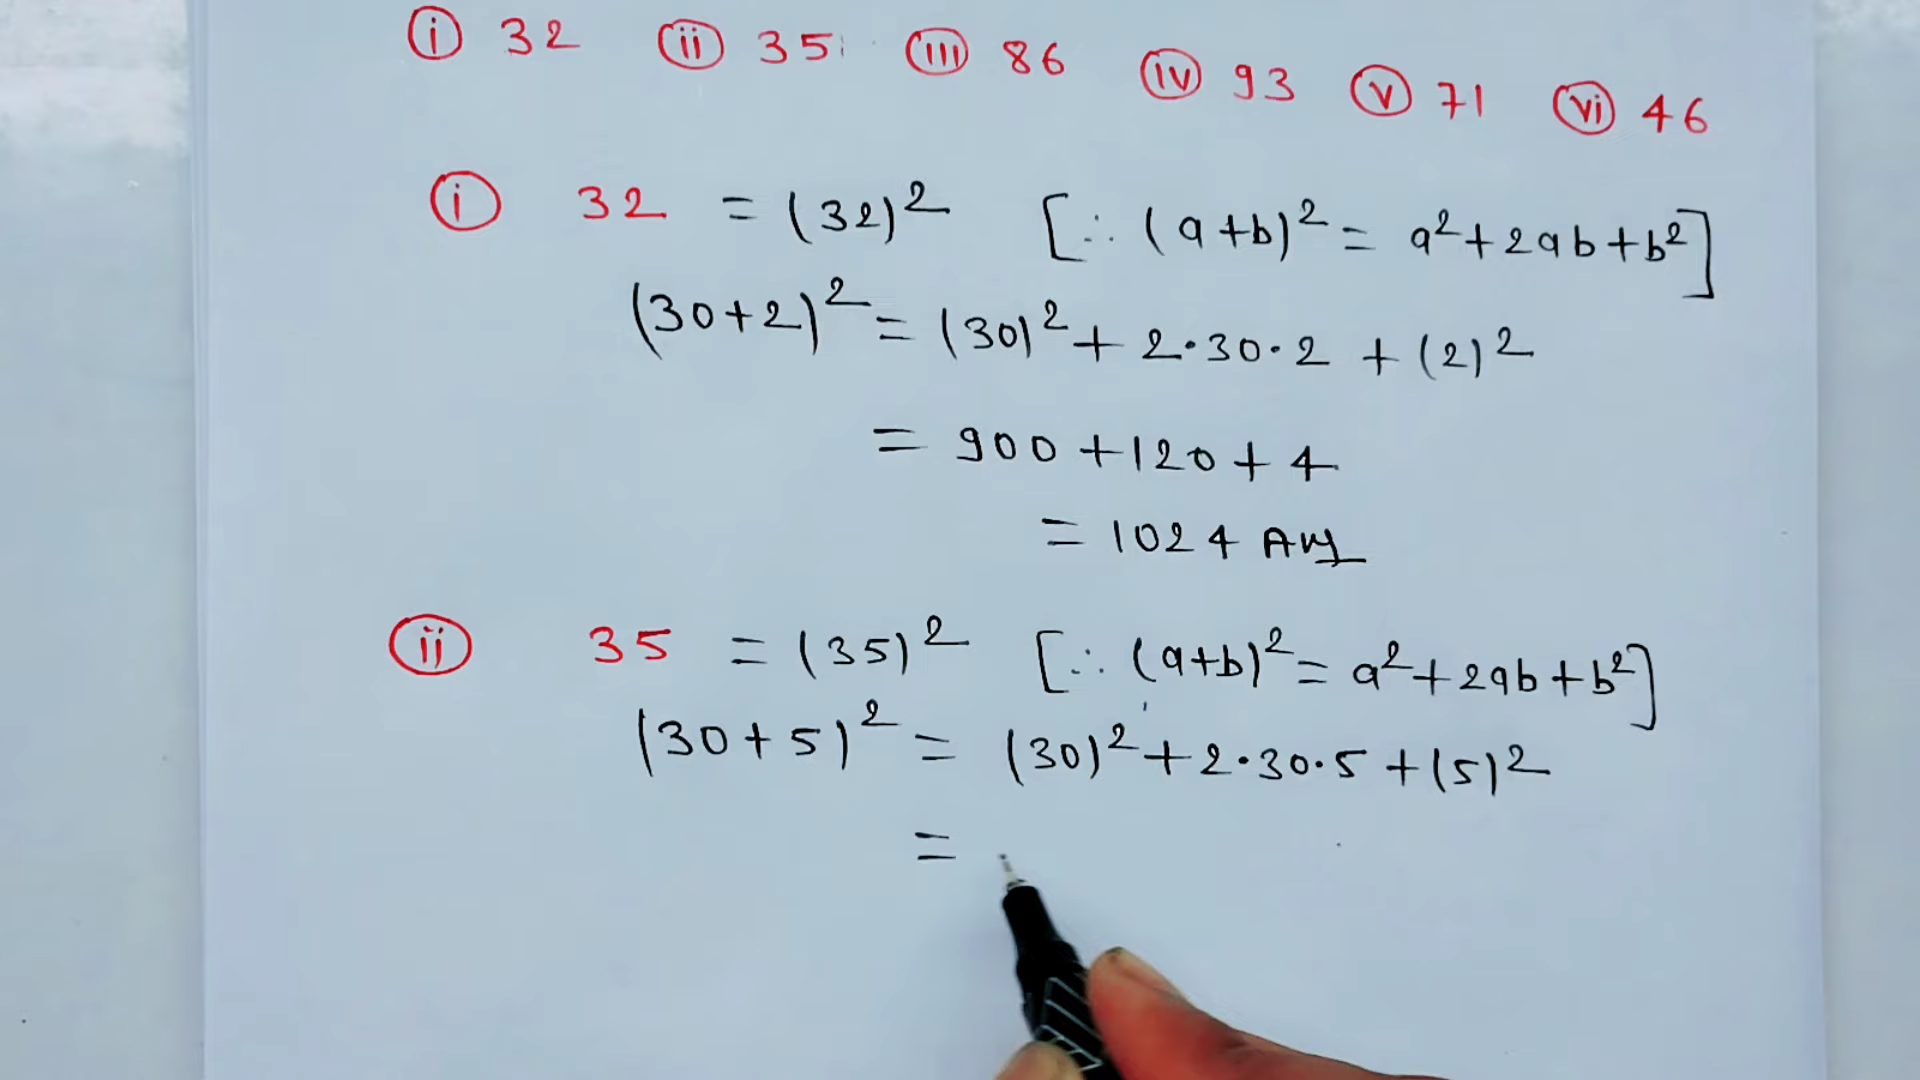 (i) 32 (ii) 35 (iii) 86 (iv) 93 (v) 71 (vi) 46
(i) 32 = (32)² [∴ (a+b)² = a²+2ab+b²]
(30+2)² = (30)² + 2·30·2 + (2)²
= 900 + 120 + 4
= 1024 Ans
(ii) 35 = (35)² [∴ (a+b)² = a²+2ab+b²]
(30+5)² = (30)² + 2·30·5 + (5)²
=